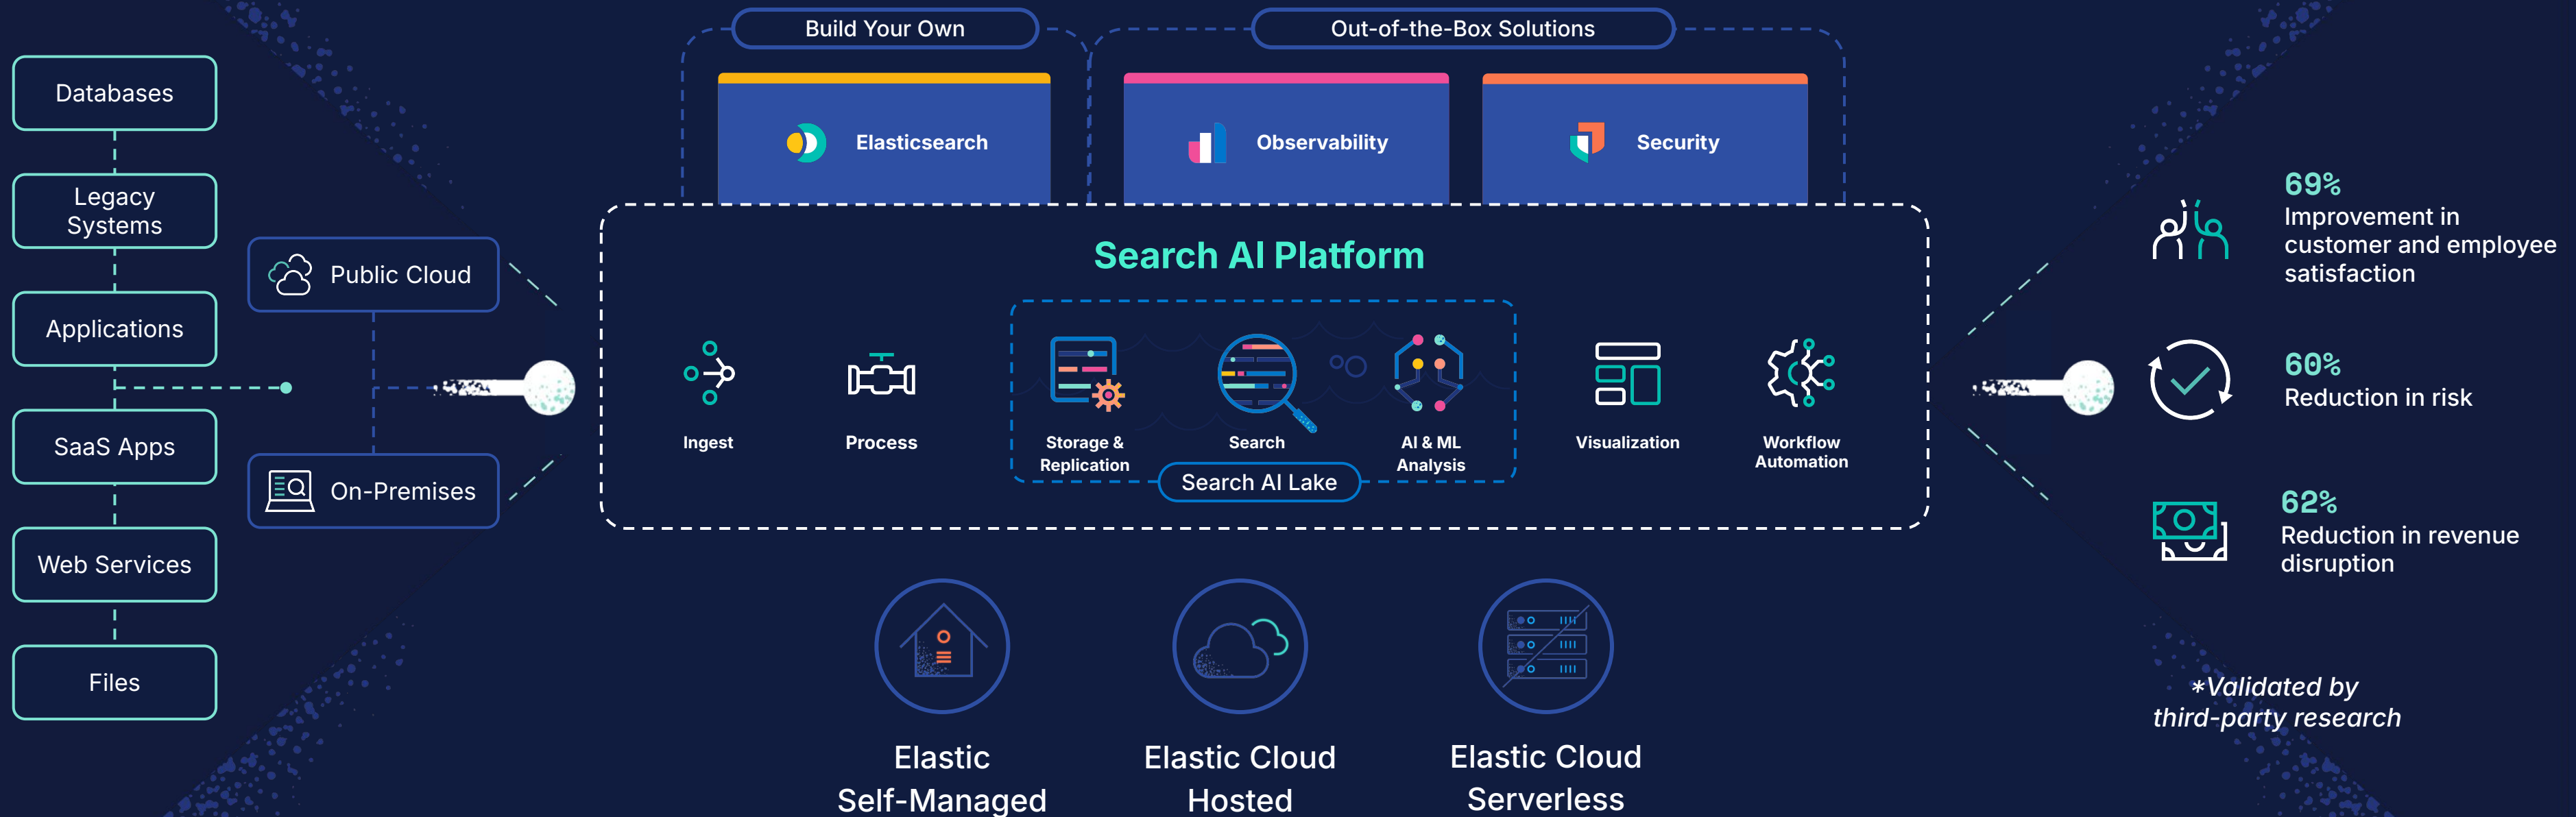 Databases
Legacy
Systems
Applications
SaaS Apps
Web Services
Files
Public Cloud
On-Premises
Build Your Own
Out-of-the-Box Solutions
Elasticsearch
Observability
Security
Search AI Platform
Ingest
Process
Storage &
Replication
Search
AI & ML
Analysis
Search AI Lake
Visualization
Workflow
Automation
Elastic
Self-Managed
Elastic Cloud
Hosted
Elastic Cloud
Serverless
69%
Improvement in
customer and employee
satisfaction
60%
Reduction in risk
62%
Reduction in revenue
disruption
*Validated by
third-party research